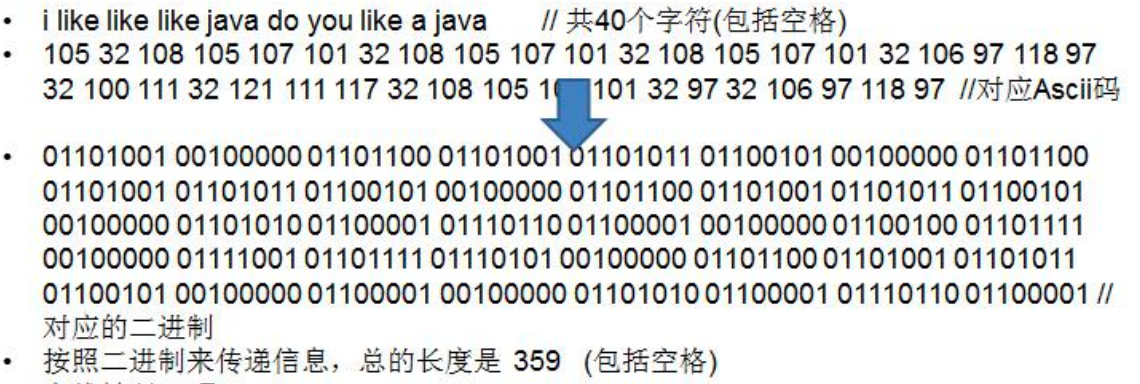 • i like like like java do you like a java // 共40个字符(包括空格)
• 105 32 108 105 107 101 32 108 105 107 101 32 108 105 107 101 32 106 97 118 97
32 100 111 32 121 111 117 32 108 105 101 32 97 32 106 97 118 97 //对应Ascii码
• 01101001 00100000 01101100 01101001 01101011 01100101 00100000 01101100
01101001 01101011 01100101 00100000 01101100 01101001 01101011 01100101
00100000 01101010 01100001 01110110 01100001 00100000 01100100 01101111
00100000 01111001 01101111 01110101 00100000 01101100 01101001 01101011
01100101 00100000 01100001 00100000 01101010 01100001 01110110 01100001 //
对应的二进制
• 按照二进制来传递信息，总的长度是 359 (包括空格)